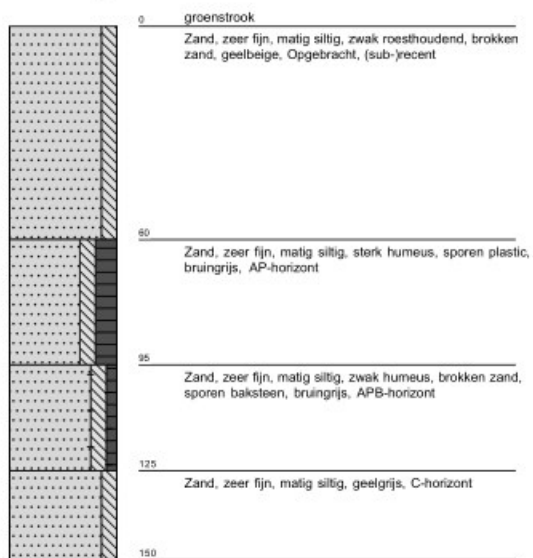 0
groenstrook
Zand, zeer fijn, matig siltig, zwak roesthoudend, brokken
zand, geelbeige, Opgebracht, (sub-)recent
60
Zand, zeer fijn, matig siltig, sterk humeus, sporen plastic,
bruingrijs, AP-horizont
95
Zand, zeer fijn, matig siltig, zwak humeus, brokken zand,
sporen baksteen, bruingrijs, APB-horizont
125
Zand, zeer fijn, matig siltig, geelgrijs, C-horizont
150